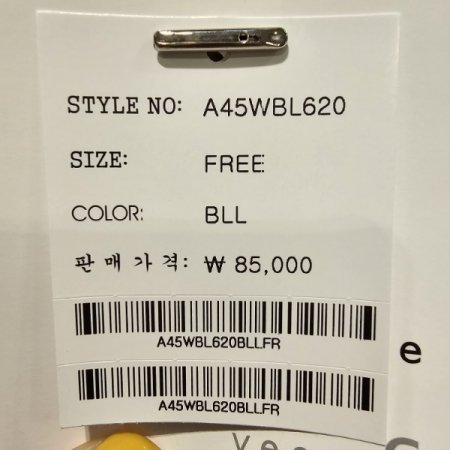 STYLE NO: A45WBL620
SIZE: FREE
COLOR: BLL
판매가격: ₩ 85,000
A45WBL620BLLFR
e
A45WBL620BLLFR